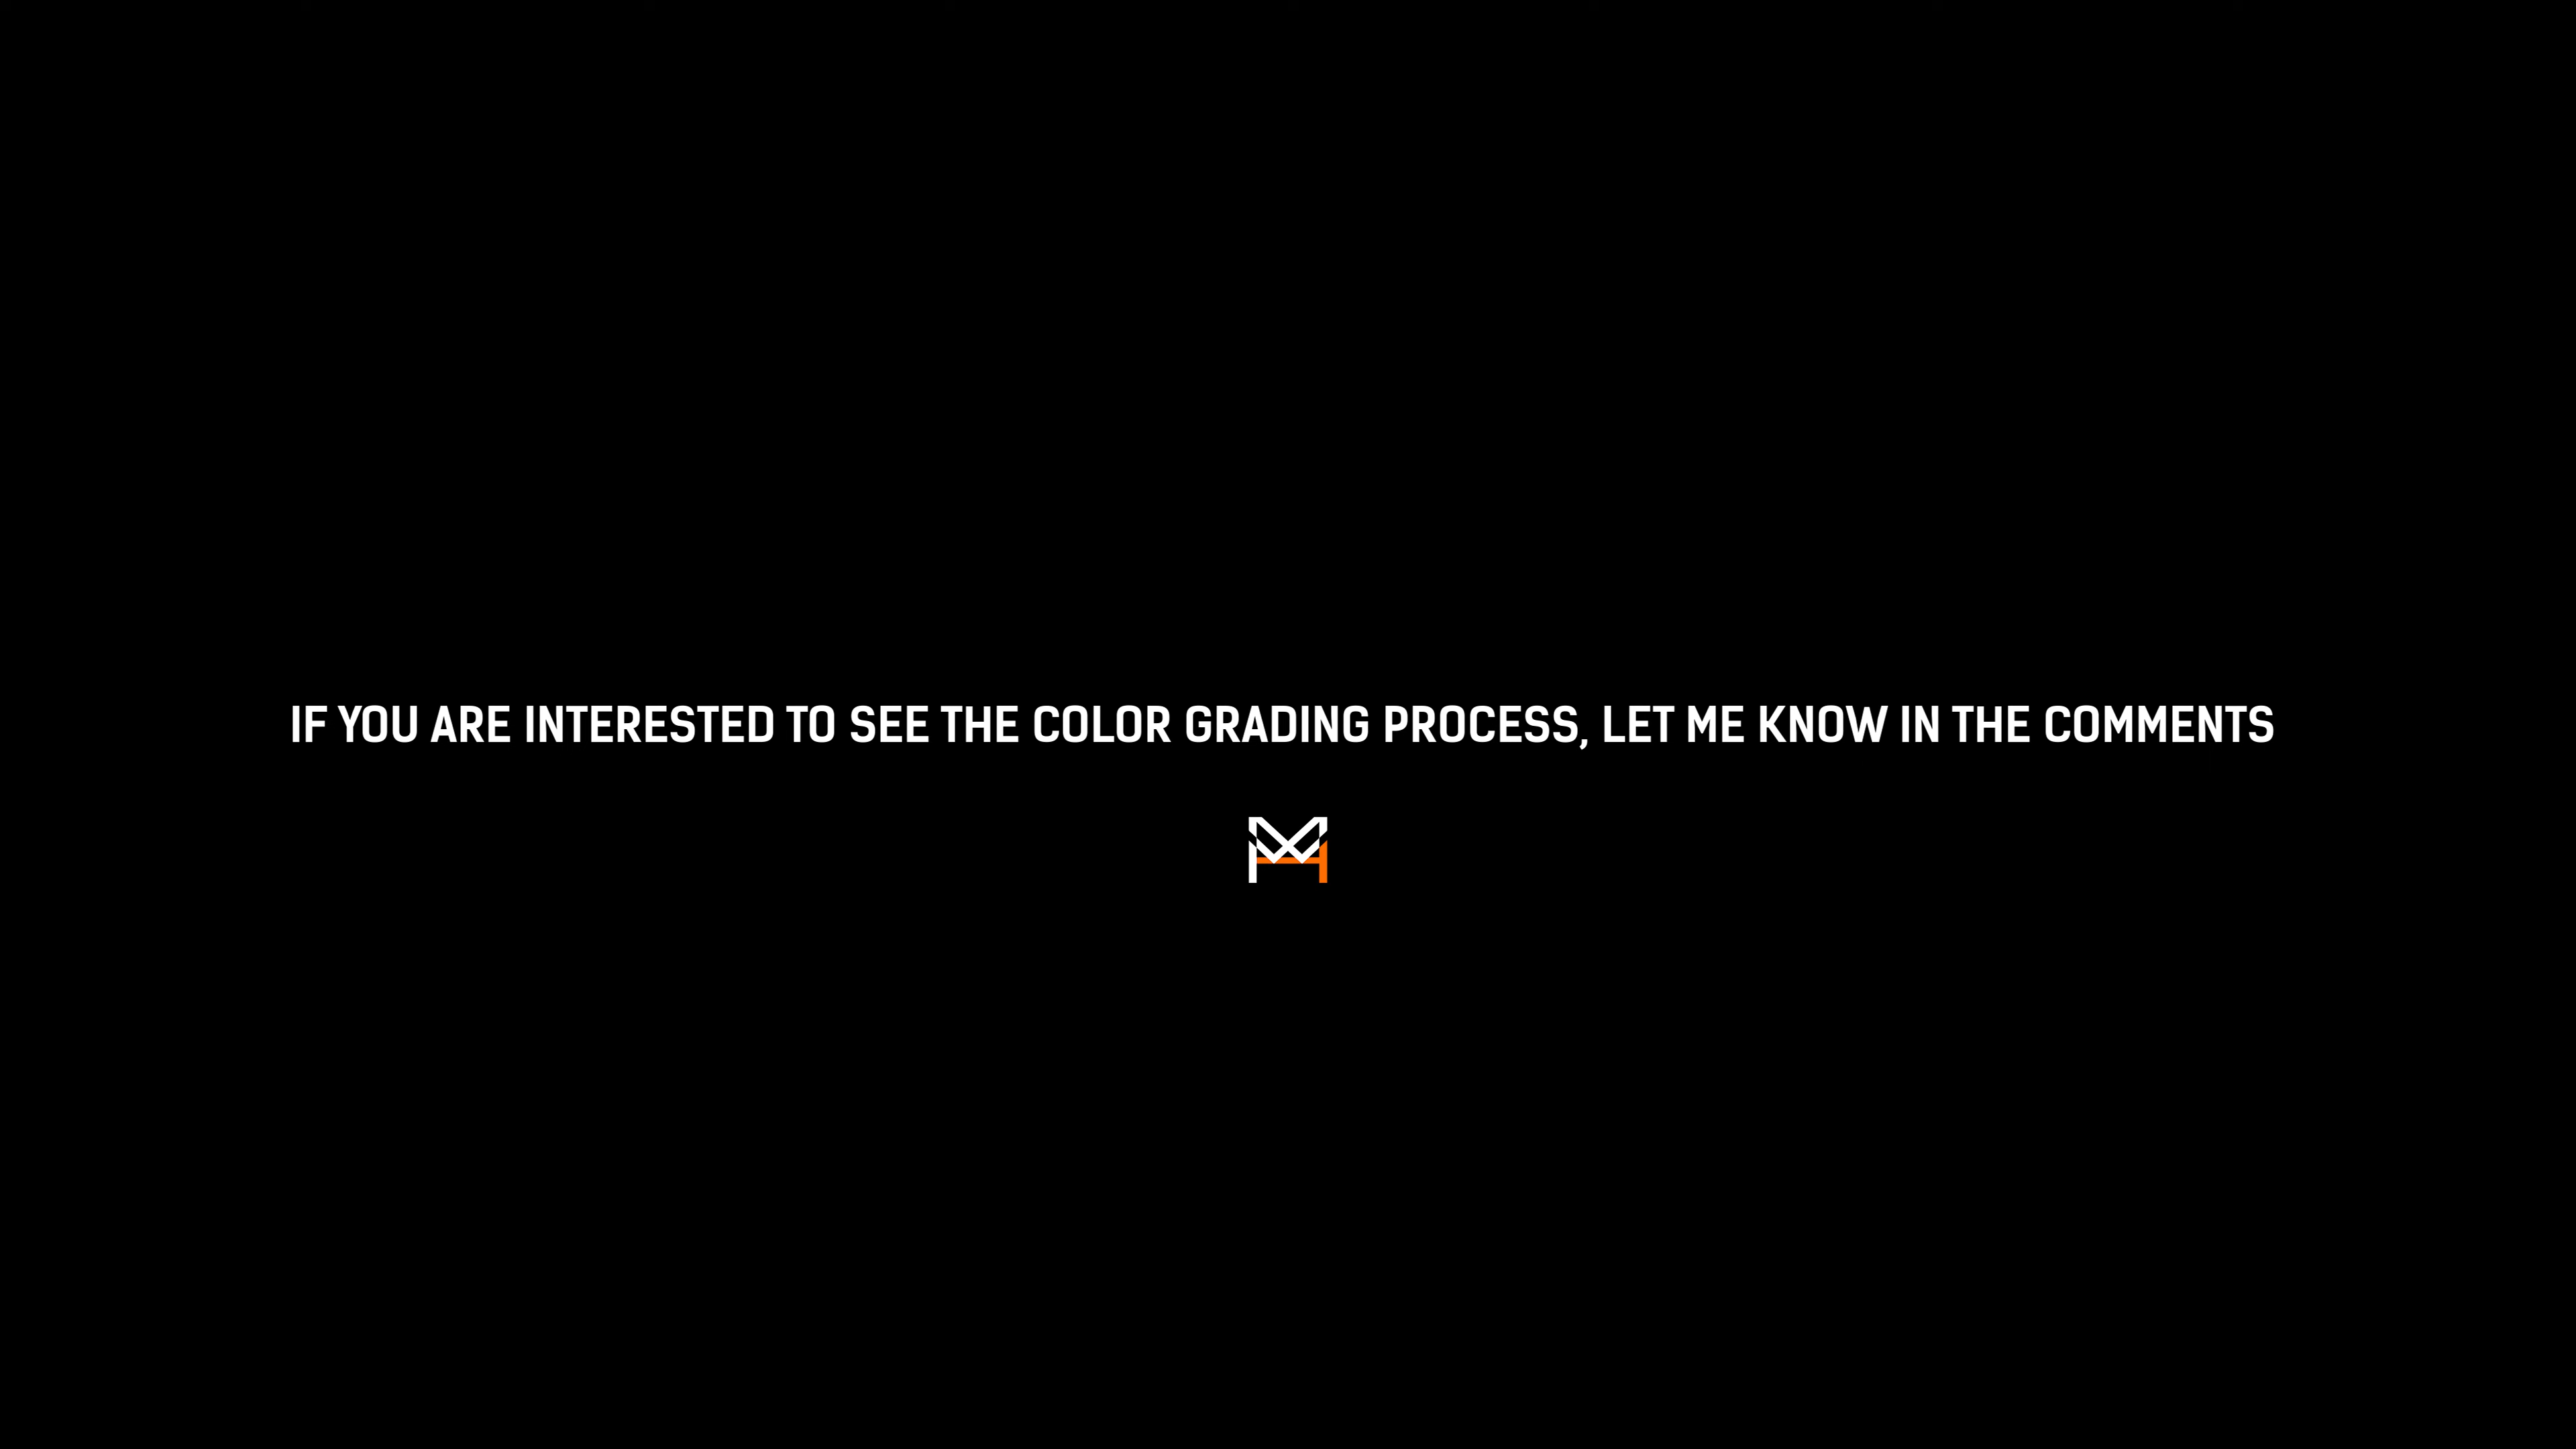 IF YOU ARE INTERESTED TO SEE THE COLOR GRADING PROCESS, LET ME KNOW IN THE COMMENTS